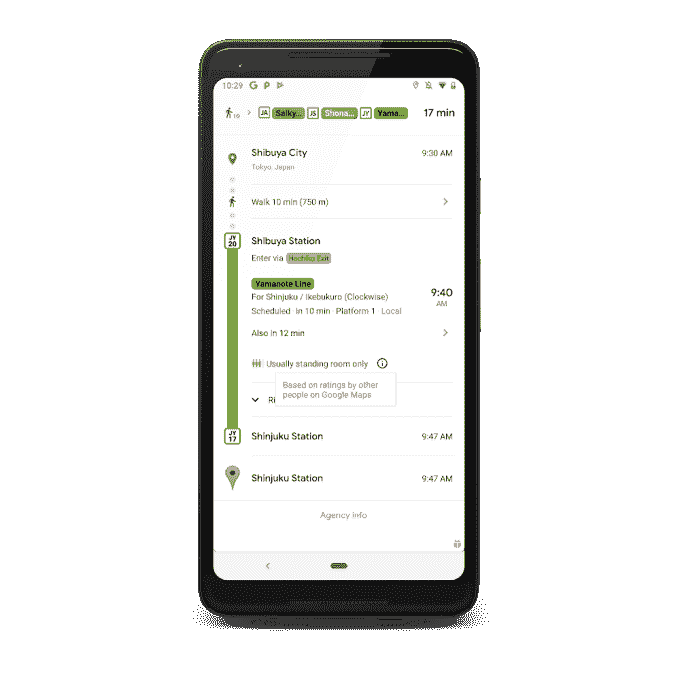 10:29
10 JA Saiky... JS Shona... JY Yama... 17 min
Shibuya City 9:30 AM
Tokyo Japan
Walk 10 min (750 m)
JY 20 Shibuya Station
Enter via Hachiko Exit
Yamanote Line
For Shinjuku / Ikebukuro (Clockwise) 9:40 AM
Scheduled · in 10 min · Platform 1 · Local
Also in 12 min
Usually standing room only
Based on ratings by other
people on Google Maps
JY 17 Shinjuku Station 9:47 AM
Shinjuku Station 9:47 AM
Agency info